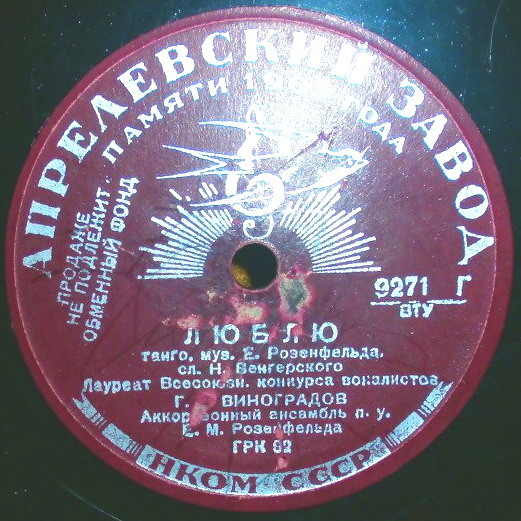 АПРЕЛЕВСКИЙ ЗАВОД
ПАМЯТИ ГОДА
ПРОДАЖЕ
НЕ ПОДЛЕЖИТ.
ОБМЕННЫЙ ФОНД
9271 Г
ВТУ
ЛЮБЛЮ
танго, муз. Е. Розенфельда,
сл. Н. Венгерского
Лауреат Всесоюзн. конкурса вокалистов
Г. ВИНОГРАДОВ
Аккордионный ансамбль п. у.
Е. М. Розенфельда
ГРК 92
НКОМ СССР